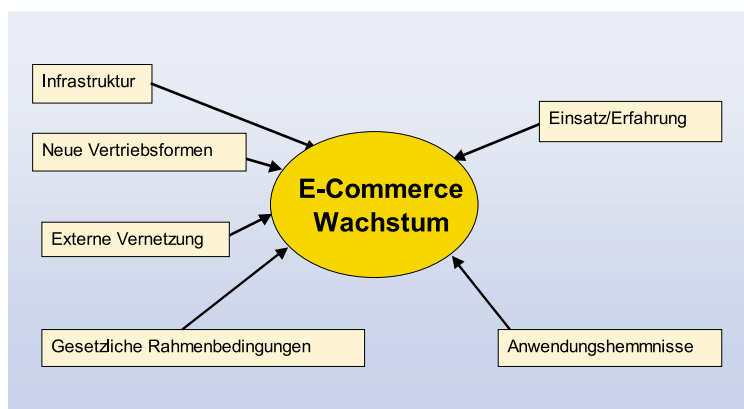 Infrastruktur
Einsatz/Erfahrung
Neue Vertriebsformen
E-Commerce
Wachstum
Externe Vernetzung
Gesetzliche Rahmenbedingungen
Anwendungshemmnisse